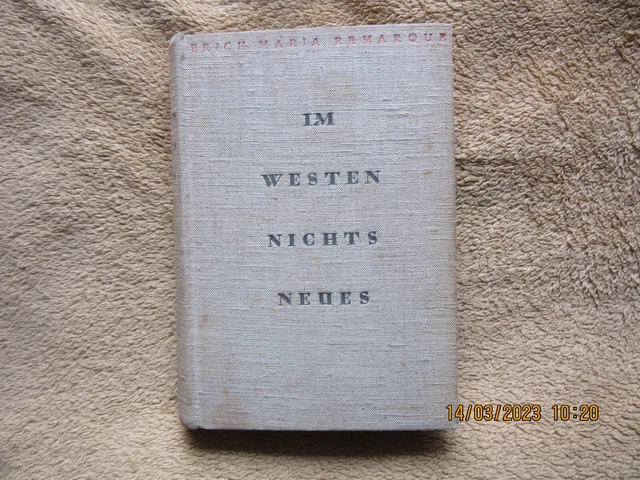 ERICH MARIA REMARQUE
IM
WESTEN
NICHTS
NEUES
14/03/2023 10:20